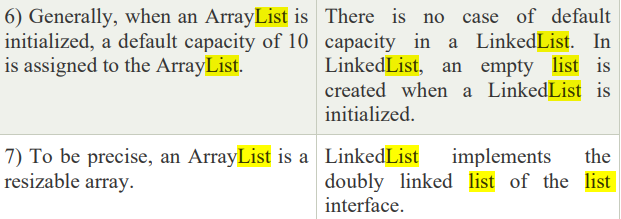 6) Generally, when an ArrayList is
initialized, a default capacity of 10
is assigned to the ArrayList.
There is no case of default
capacity in a LinkedList. In
LinkedList, an empty list is
created when a LinkedList is
initialized.
7) To be precise, an ArrayList is a
resizable array.
LinkedList implements the
doubly linked list of the list
interface.